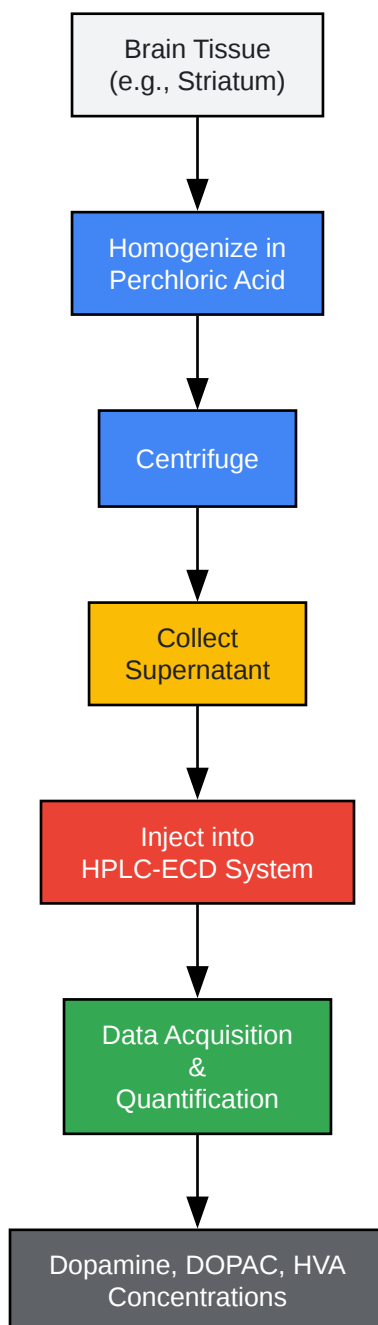 Brain Tissue
(e.g., Striatum)
Homogenize in
Perchloric Acid
Centrifuge
Collect
Supernatant
Inject into
HPLC-ECD System
Data Acquisition
&
Quantification
Dopamine, DOPAC, HVA
Concentrations